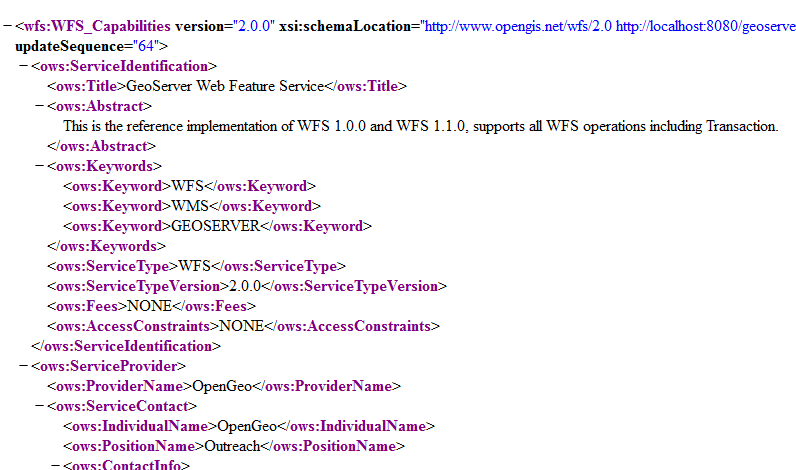 −<wfs:WFS_Capabilities version="2.0.0" xsi:schemaLocation="http://www.opengis.net/wfs/2.0 http://localhost:8080/geoserve
updateSequence="64">
−<ows:ServiceIdentification>
<ows:Title>GeoServer Web Feature Service</ows:Title>
−<ows:Abstract>
This is the reference implementation of WFS 1.0.0 and WFS 1.1.0, supports all WFS operations including Transaction.
</ows:Abstract>
−<ows:Keywords>
<ows:Keyword>WFS</ows:Keyword>
<ows:Keyword>WMS</ows:Keyword>
<ows:Keyword>GEOSERVER</ows:Keyword>
</ows:Keywords>
<ows:ServiceType>WFS</ows:ServiceType>
<ows:ServiceTypeVersion>2.0.0</ows:ServiceTypeVersion>
<ows:Fees>NONE</ows:Fees>
<ows:AccessConstraints>NONE</ows:AccessConstraints>
</ows:ServiceIdentification>
−<ows:ServiceProvider>
<ows:ProviderName>OpenGeo</ows:ProviderName>
−<ows:ServiceContact>
<ows:IndividualName>OpenGeo</ows:IndividualName>
<ows:PositionName>Outreach</ows:PositionName>
−<ows:ContactInfo>